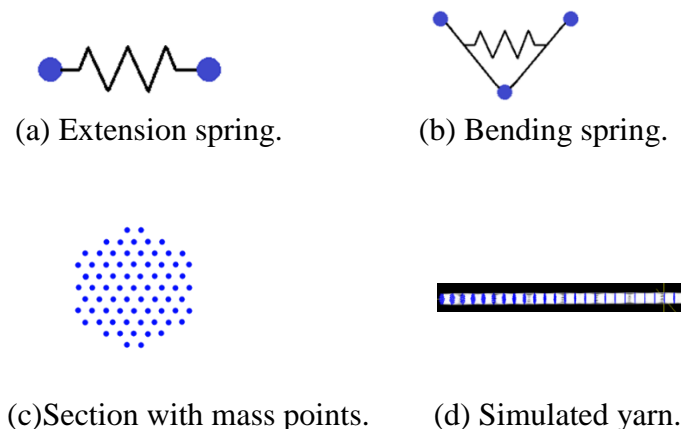 (a) Extension spring.
(b) Bending spring.
(c)Section with mass points.
(d) Simulated yarn.